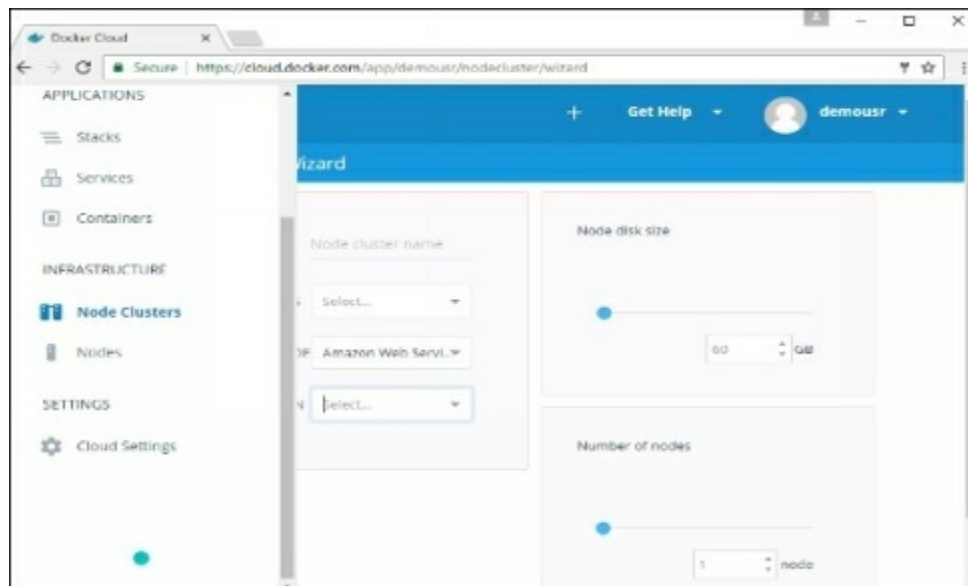 Docker Cloud
Secure https://cloud.docker.com/app/demousr/nodecluster/wizard
APPLICATIONS
Stacks
Services
Containers
INFRASTRUCTURE
Node Clusters
Nodes
SETTINGS
Cloud Settings
+ Get Help demousr
Wizard
Node cluster name
Select...
Amazon Web Servi..
N Select...
Node disk size
60 GB
Number of nodes
1 node